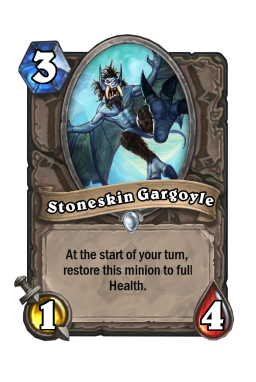 3
Stoneskin Gargoyle
At the start of your turn,
restore this minion to full
Health.
1
4